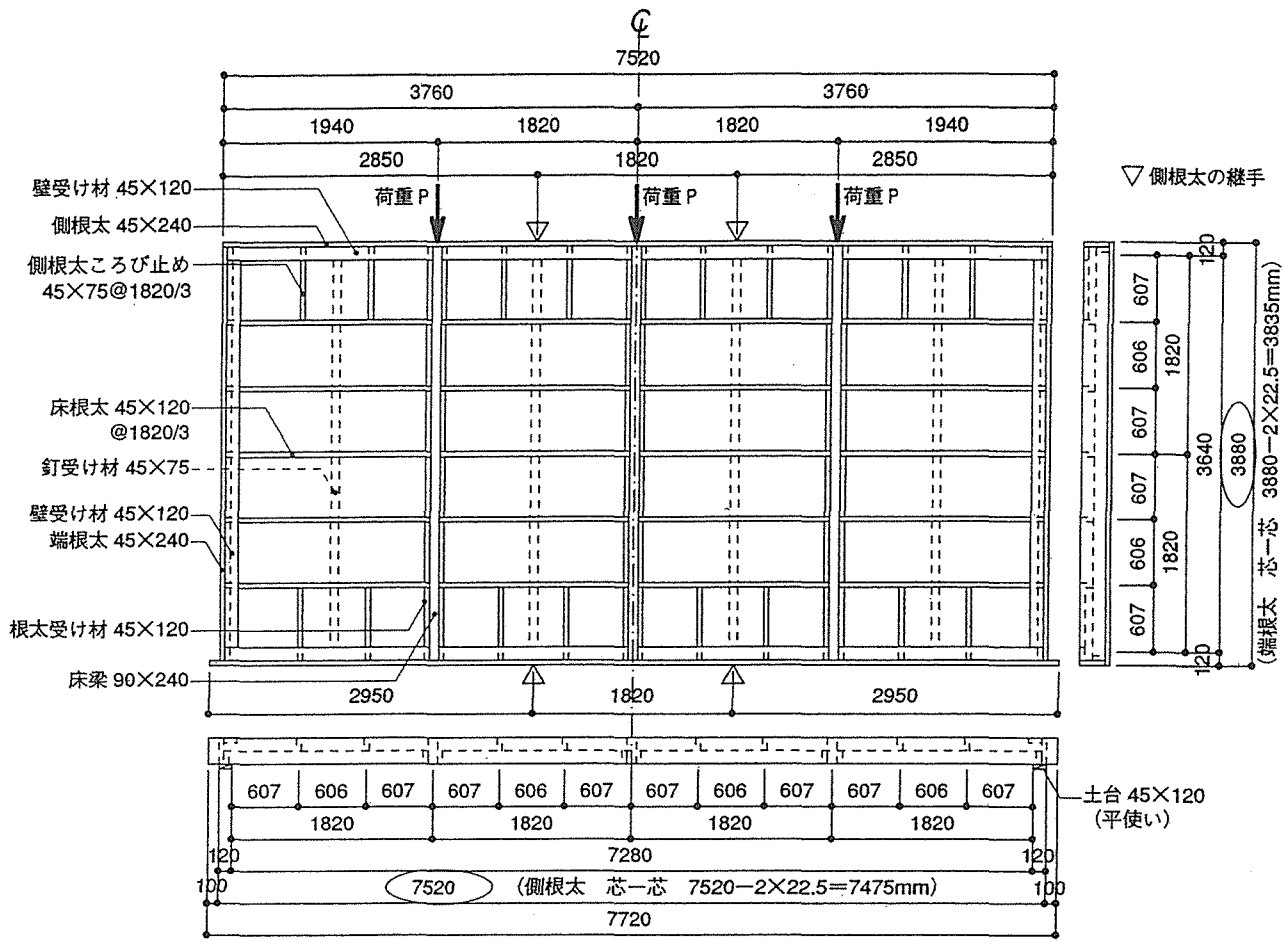 ℄
7520
3760 3760
1940 1820 1820 1940
2850 1820 2850
壁受け材 45×120
側根太 45×240
側根太ころび止め
45×75@1820/3
床根太 45×120
@1820/3
釘受け材 45×75
壁受け材 45×120
端根太 45×240
根太受け材 45×120
床梁 90×240
荷重P 荷重P 荷重P
▽ 側根太の継手
120
607
606
607
607
606
607
120
1820
1820
3640
3880
(端根太 芯ー芯 3880−2×22.5=3835mm)
2950 1820 2950
607 606 607 607 606 607 607 606 607 607 606 607
1820 1820 1820 1820
120 7280 120
100 7520 (側根太 芯ー芯 7520−2×22.5=7475mm) 100
7720
土台 45×120
(平使い)